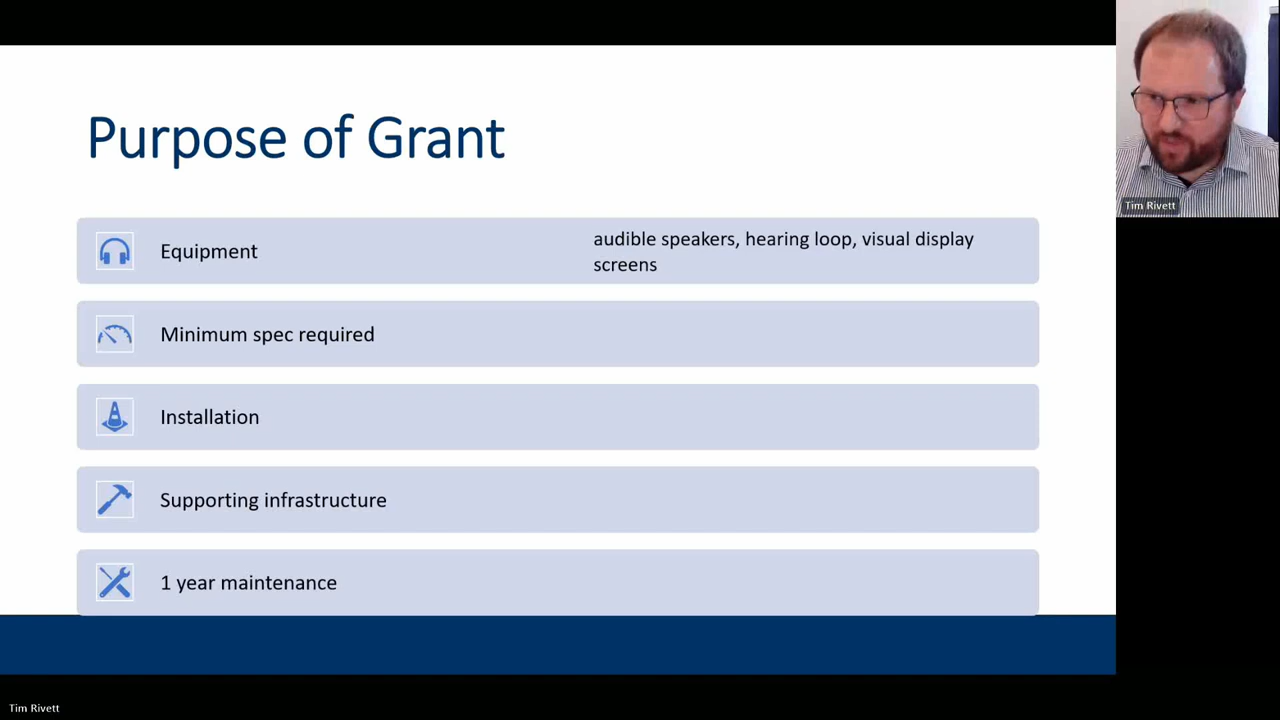 Purpose of Grant
Equipment
audible speakers, hearing loop, visual display
screens
Minimum spec required
Installation
Supporting infrastructure
1 year maintenance
Tim Rivett
Tim Rivett